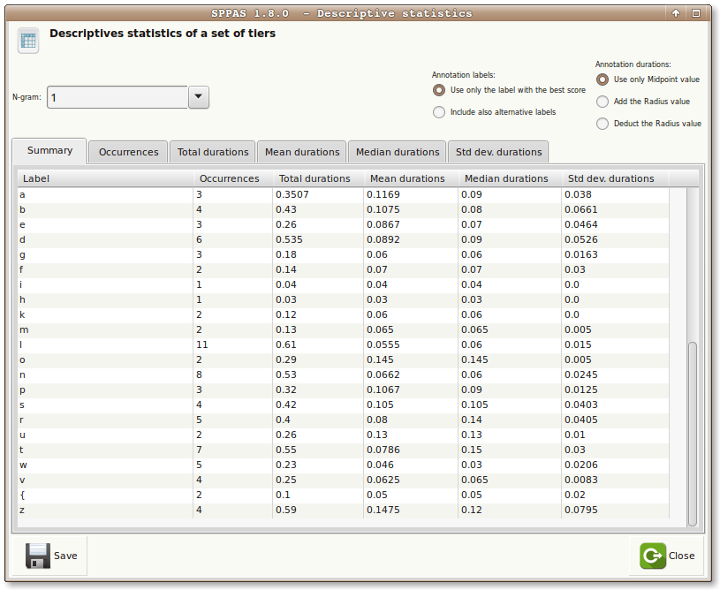 SPPAS 1.8.0 - Descriptive statistics
Descriptives statistics of a set of tiers
N-gram: 1
Annotation labels:
Use only the label with the best score
Include also alternative labels
Annotation durations:
Use only Midpoint value
Add the Radius value
Deduct the Radius value
Summary Occurrences Total durations Mean durations Median durations Std dev. durations
Label Occurrences Total durations Mean durations Median durations Std dev. durations
a 3 0.3507 0.1169 0.09 0.038
b 4 0.43 0.1075 0.08 0.0661
e 3 0.26 0.0867 0.07 0.0464
d 6 0.535 0.0892 0.09 0.0526
g 3 0.18 0.06 0.06 0.0163
f 2 0.14 0.07 0.07 0.03
i 1 0.04 0.04 0.04 0.0
h 1 0.03 0.03 0.03 0.0
k 2 0.12 0.06 0.06 0.0
m 2 0.13 0.065 0.065 0.005
l 11 0.61 0.0555 0.06 0.015
o 2 0.29 0.145 0.145 0.005
n 8 0.53 0.0662 0.06 0.0245
p 3 0.32 0.1067 0.09 0.0125
s 4 0.42 0.105 0.105 0.0403
r 5 0.4 0.08 0.14 0.0405
u 2 0.26 0.13 0.13 0.01
t 7 0.55 0.0786 0.15 0.03
w 5 0.23 0.046 0.03 0.0206
v 4 0.25 0.0625 0.065 0.0083
{ 2 0.1 0.05 0.05 0.02
z 4 0.59 0.1475 0.12 0.0795
Save
Close